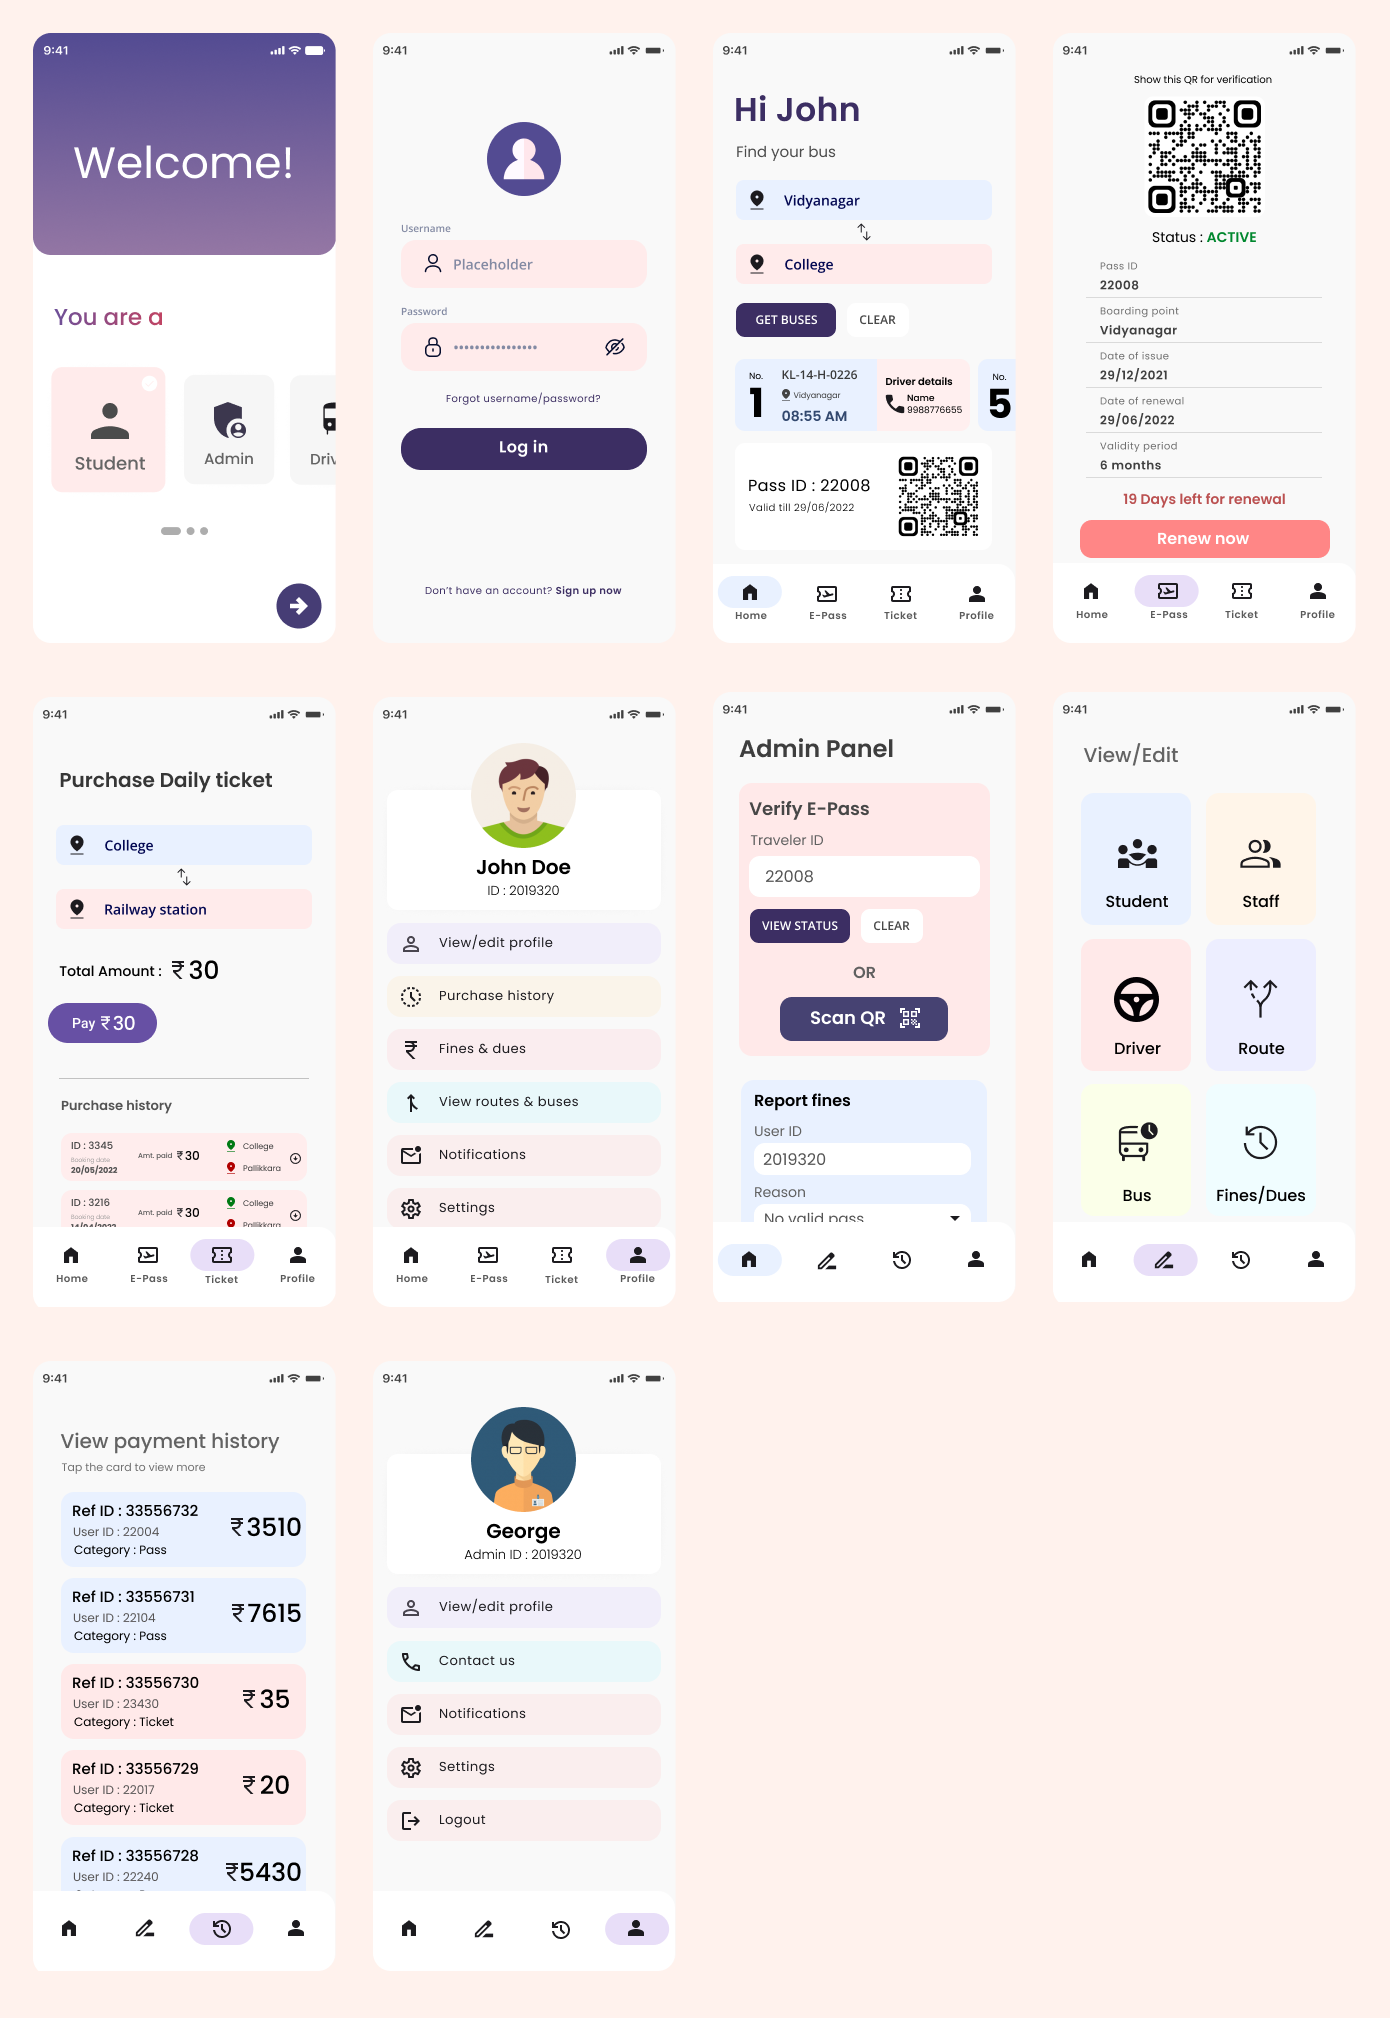 9:41
Welcome!
You are a
Student
Admin
Driv
9:41
Username
Placeholder
Password
••••••••••••••••
Forgot username/password?
Log in
Don't have an account? Sign up now
9:41
Hi John
Find your bus
Vidyanagar
College
GET BUSES
CLEAR
No.
1
KL-14-H-0226
Vidyanagar
08:55 AM
Driver details
Name
9988776655
No.
5
Pass ID : 22008
Valid till 29/06/2022
Home
E-Pass
Ticket
Profile
9:41
Show this QR for verification
Status : ACTIVE
Pass ID
22008
Boarding point
Vidyanagar
Date of issue
29/12/2021
Date of renewal
29/06/2022
Validity period
6 months
19 Days left for renewal
Renew now
Home
E-Pass
Ticket
Profile
9:41
Purchase Daily ticket
College
Railway station
Total Amount : ₹ 30
Pay ₹ 30
Purchase history
ID : 3345
Booking date
20/05/2022
Amt. paid ₹ 30
College
Pallikkara
ID : 3216
Booking date
14/04/2022
Amt. paid ₹ 30
College
Pallikkara
Home
E-Pass
Ticket
Profile
9:41
John Doe
ID : 2019320
View/edit profile
Purchase history
₹ Fines & dues
View routes & buses
Notifications
Settings
Home
E-Pass
Ticket
Profile
9:41
Admin Panel
Verify E-Pass
Traveler ID
22008
VIEW STATUS
CLEAR
OR
Scan QR
Report fines
User ID
2019320
Reason
No valid pass
9:41
View/Edit
Student
Staff
Driver
Route
Bus
Fines/Dues
9:41
View payment history
Tap the card to view more
Ref ID : 33556732
User ID : 22004
Category : Pass
₹ 3510
Ref ID : 33556731
User ID : 22104
Category : Pass
₹ 7615
Ref ID : 33556730
User ID : 23430
Category : Ticket
₹ 35
Ref ID : 33556729
User ID : 22017
Category : Ticket
₹ 20
Ref ID : 33556728
User ID : 22240
₹5430
9:41
George
Admin ID : 2019320
View/edit profile
Contact us
Notifications
Settings
Logout